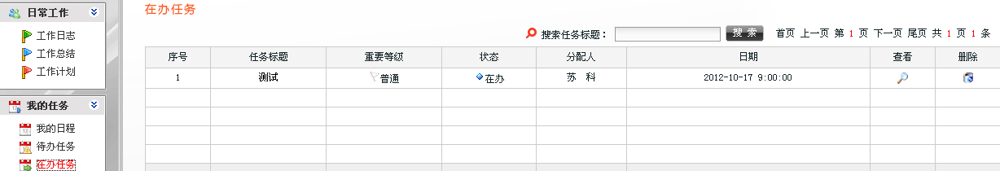 日常工作
工作日志
工作总结
工作计划
我的任务
我的日程
待办任务
在办任务
在办任务
搜索任务标题： 搜 索 首页 上一页 第 1 页 下一页 尾页 共 1 页 1 条
序号 任务标题 重要等级 状态 分配人 日期 查看 删除
1 测试 普通 在办 苏 科 2012-10-17 9:00:00